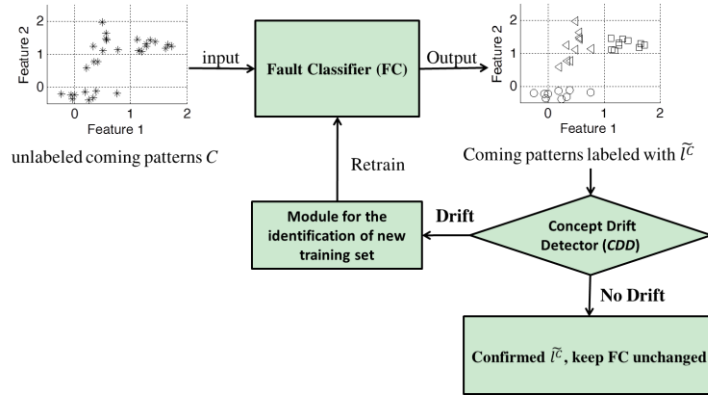 Feature 2
2
1
0
0
1
2
Feature 1
unlabeled coming patterns C
input
Fault Classifier (FC)
Output
Feature 2
2
1
0
0
1
2
Feature 1
Coming patterns labeled with l̃^C
Retrain
Module for the
identification of new
training set
Drift
Concept Drift
Detector (CDD)
No Drift
Confirmed l̃^C, keep FC unchanged